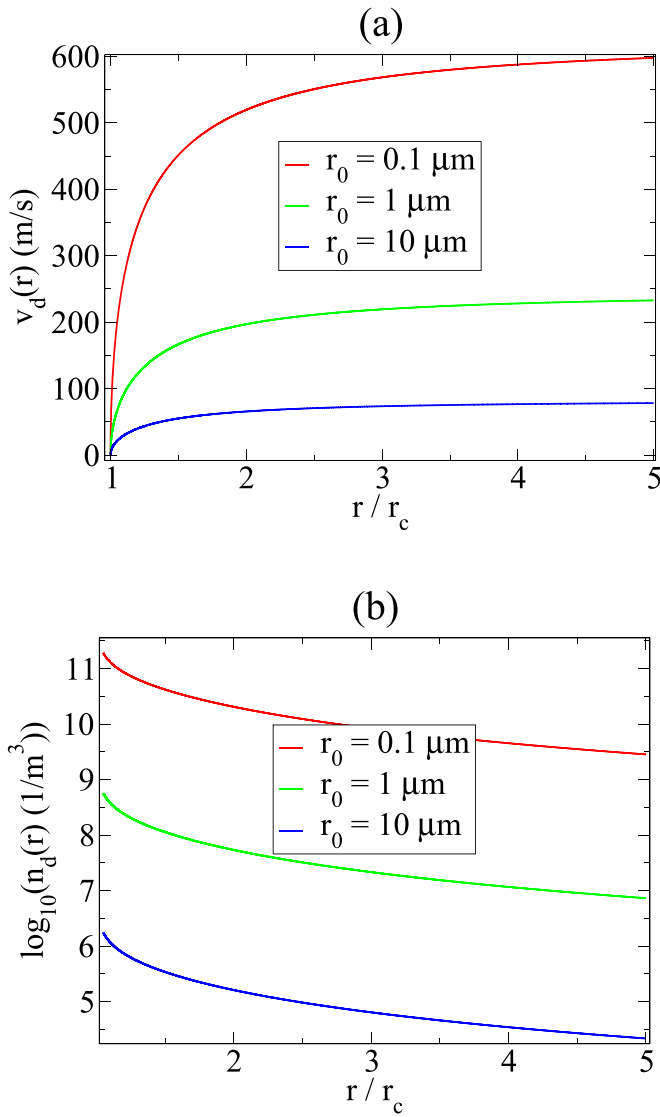 (a)
600
500
400
300
200
100
0
v_d(r) (m/s)
r_0 = 0.1 μm
r_0 = 1 μm
r_0 = 10 μm
1 2 3 4 5
r / r_c
(b)
11
10
9
8
7
6
5
log_10(n_d(r) (1/m^3))
r_0 = 0.1 μm
r_0 = 1 μm
r_0 = 10 μm
2 3 4 5
r / r_c